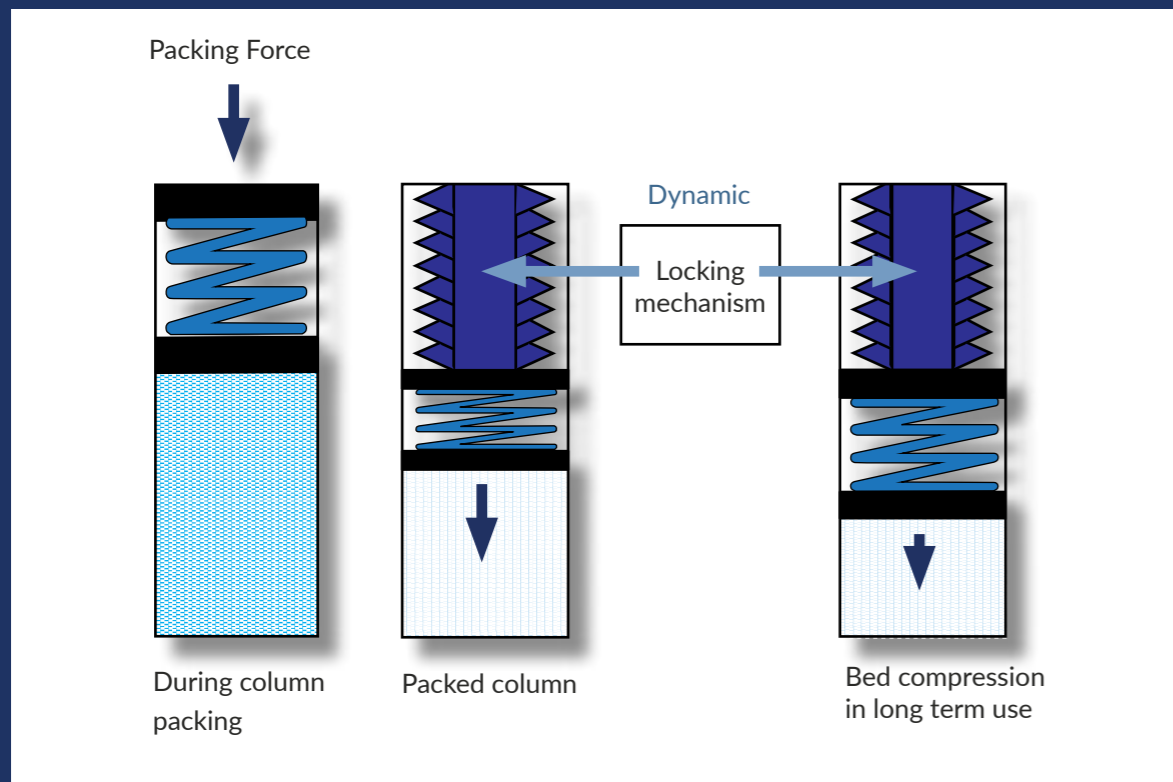 Packing Force
Dynamic
Locking
mechanism
During column
packing
Packed column
Bed compression
in long term use